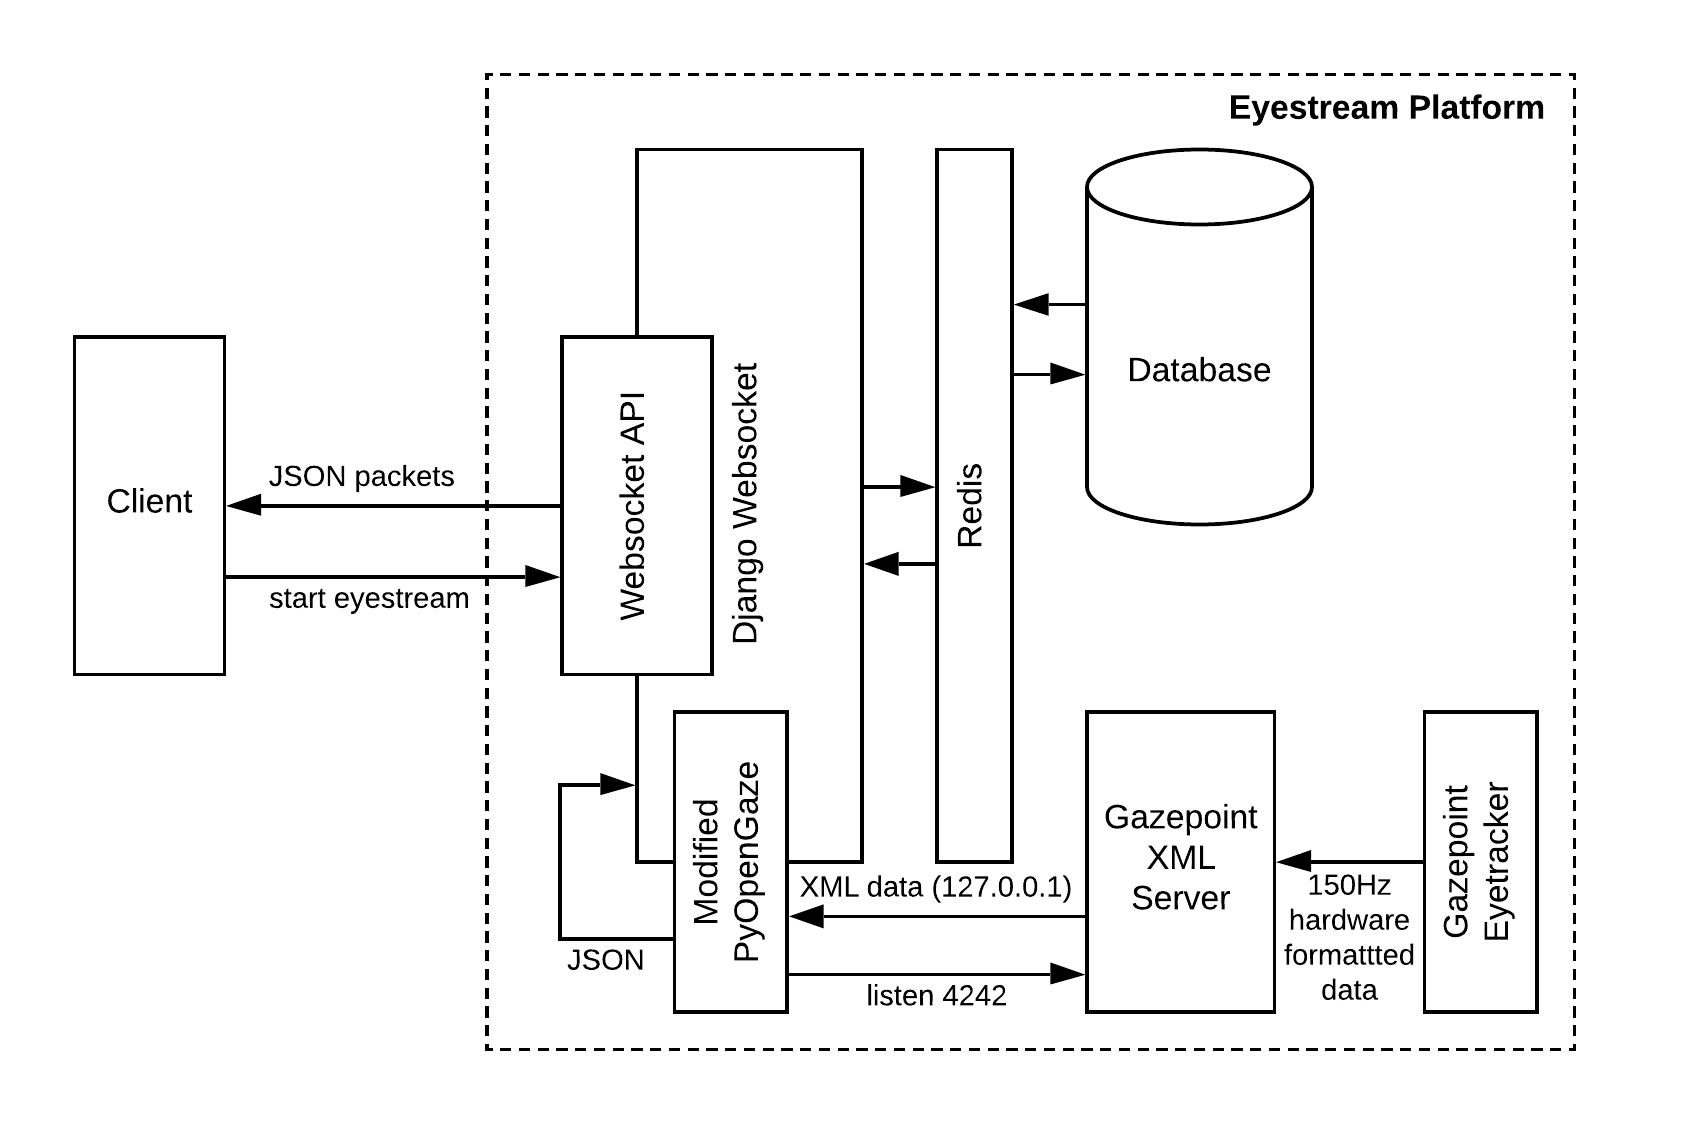 Eyestream Platform
Client
JSON packets
start eyestream
Websocket API
Django Websocket
Redis
Database
Modified
PyOpenGaze
JSON
XML data (127.0.0.1)
listen 4242
Gazepoint
XML
Server
150Hz
hardware
formatttted
data
Gazepoint
Eyetracker